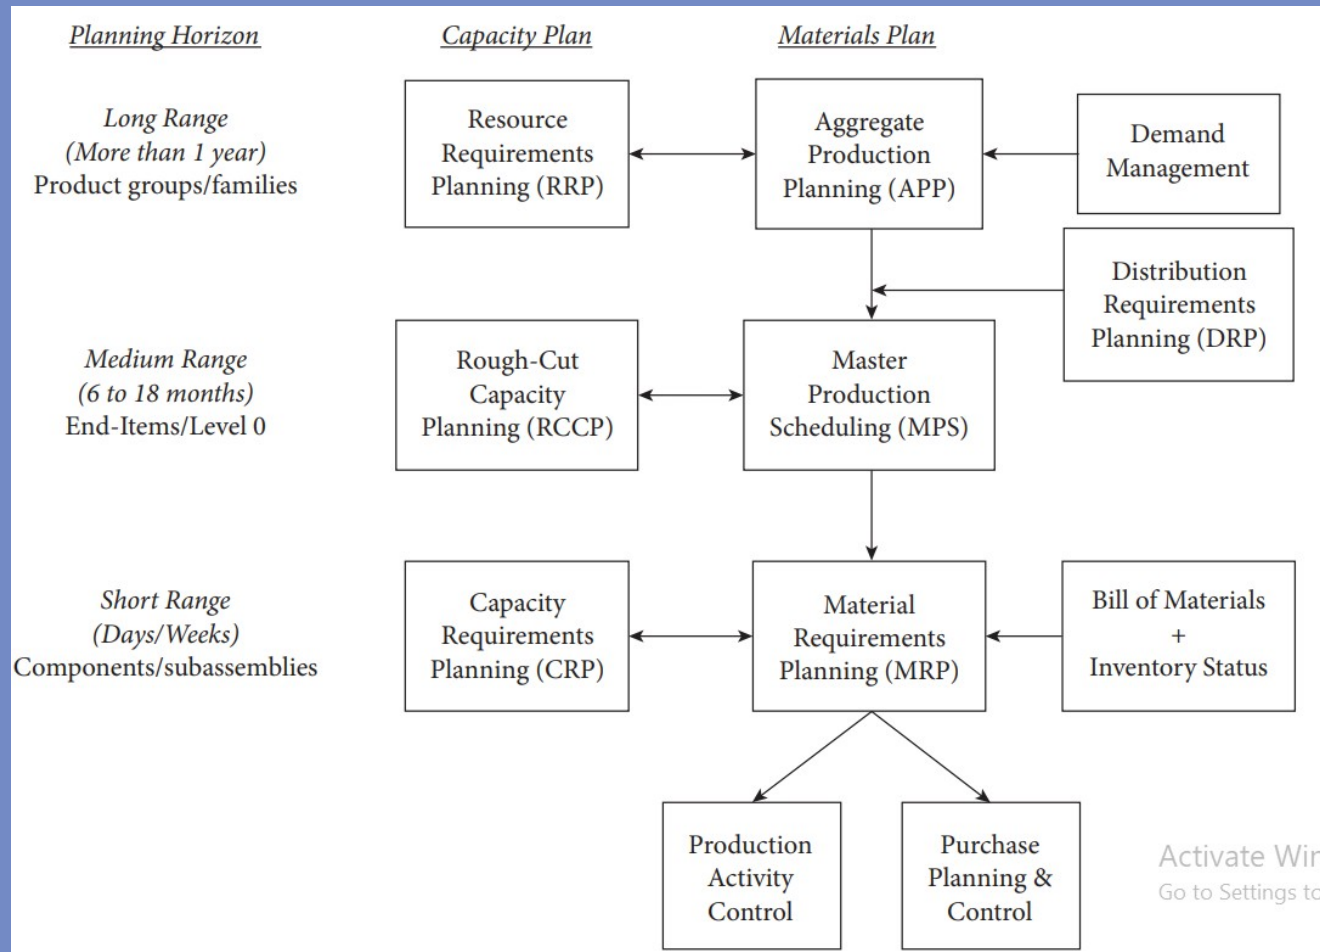 Planning Horizon
Capacity Plan
Materials Plan
Long Range
(More than 1 year)
Product groups/families
Resource
Requirements
Planning (RRP)
Aggregate
Production
Planning (APP)
Demand
Management
Distribution
Requirements
Planning (DRP)
Medium Range
(6 to 18 months)
End-Items/Level 0
Rough-Cut
Capacity
Planning (RCCP)
Master
Production
Scheduling (MPS)
Short Range
(Days/Weeks)
Components/subassemblies
Capacity
Requirements
Planning (CRP)
Material
Requirements
Planning (MRP)
Bill of Materials
+
Inventory Status
Production
Activity
Control
Purchase
Planning &
Control
Activate Win
Go to Settings to